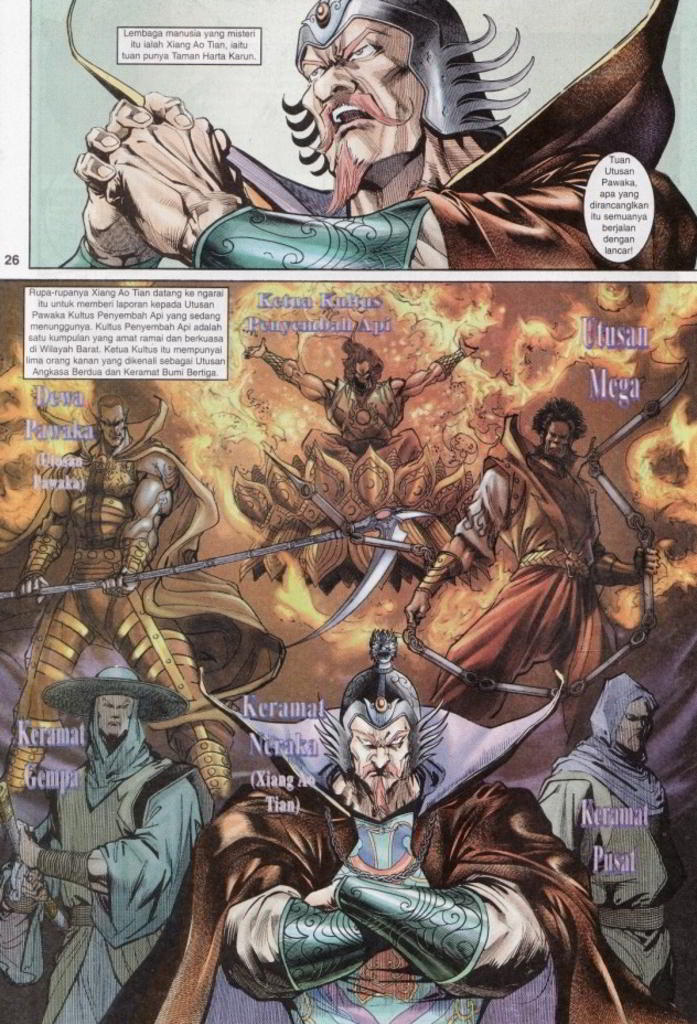 Lembaga manusia yang misteri
itu ialah Xiang Ao Tian, iaitu
tuan punya Taman Harta Karun.
Tuan
Utusan
Pawaka,
apa yang
dirancanglkan
itu semuanya
berjalan
dengan
lancar!
26
Rupa-rupanya Xiang Ao Tian datang ke ngarai
itu untuk memberi laporan kepada Utusan
Pawaka Kultus Penyembah Api yang sedang
menunggunya. Kultus Penyembah Api adalah
satu kumpulan yang amat ramai dan berkuasa
di Wilayah Barat. Ketua Kultus itu mempunyai
lima orang kanan yang dikenali sebagai Utusan
Angkasa Berdua dan Keramat Bumi Bertiga.
Ketua Kultus
Penyembah Api
Utusan
Mega
Dewa
Pawaka
(Utusan
Pawaka)
Keramat
Gempa
Keramat
Neraka
(Xiang Ao
Tian)
Keramat
Pusat